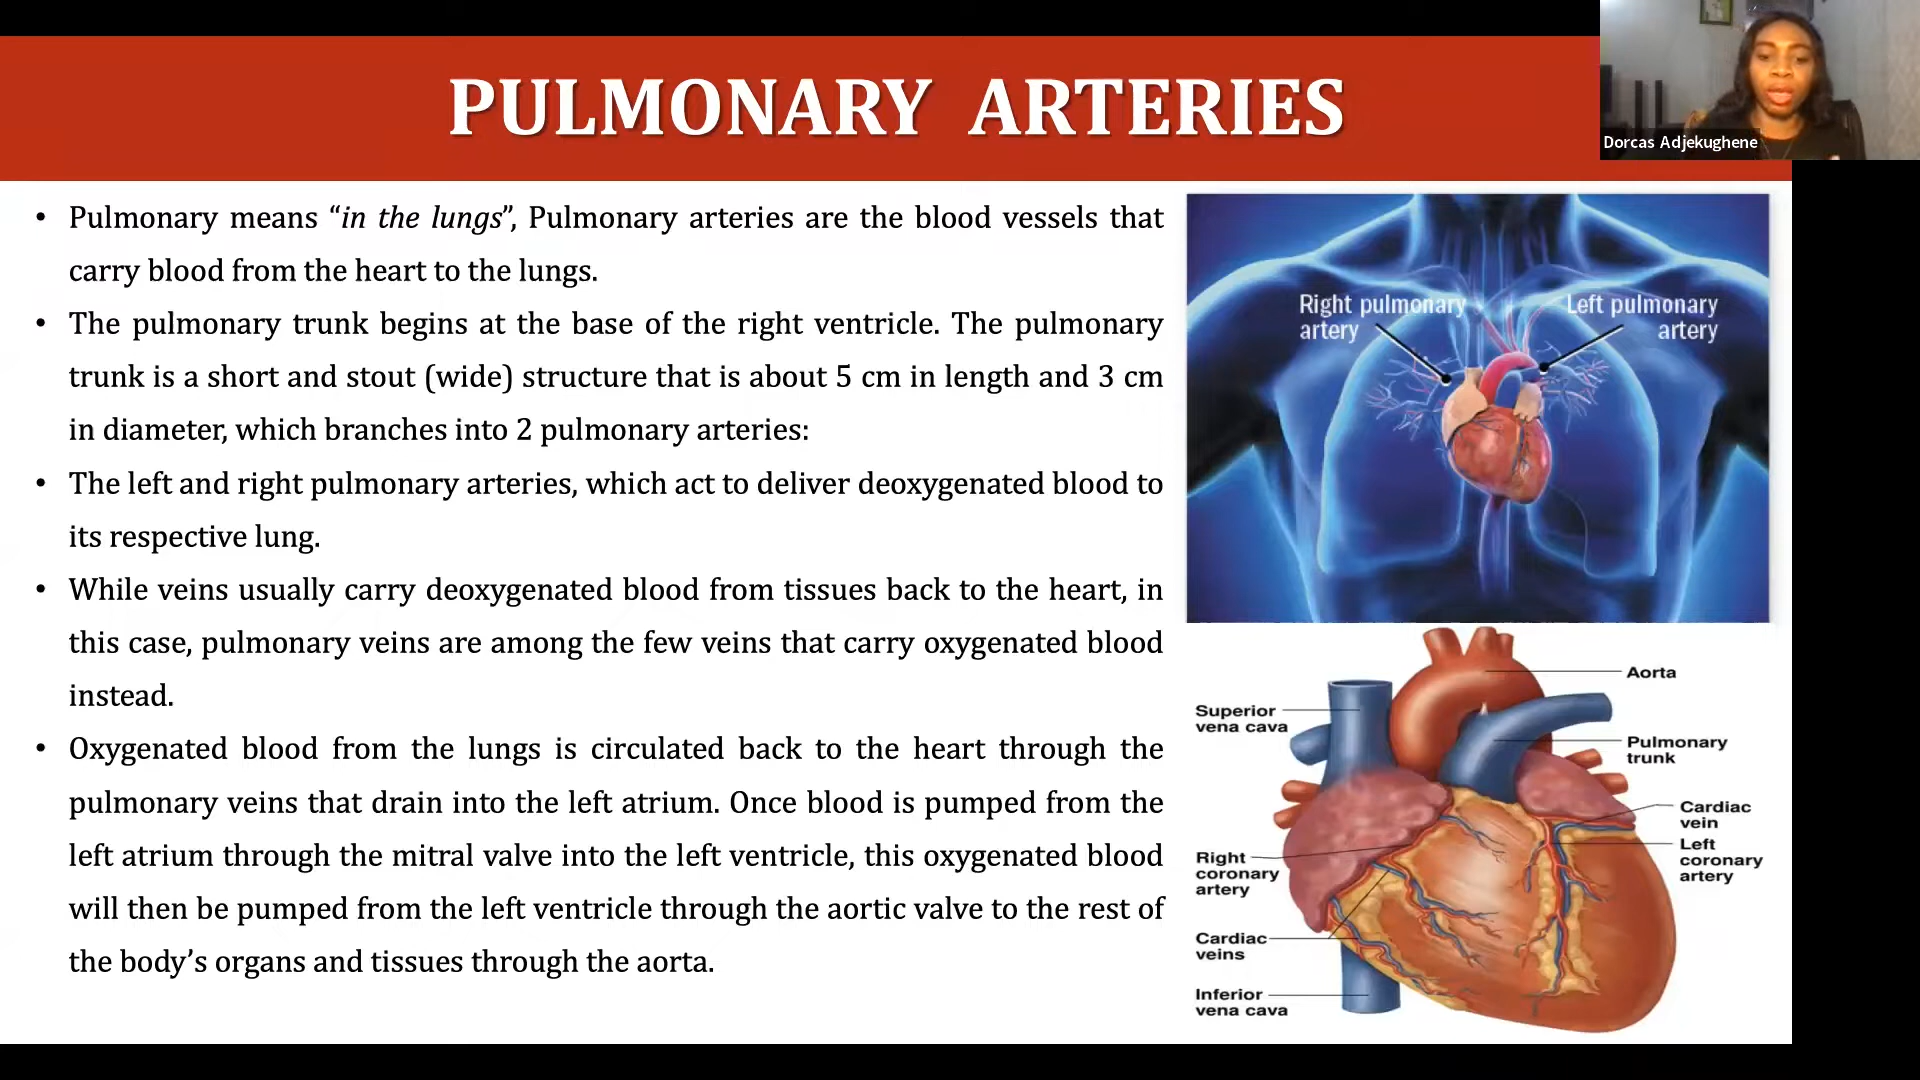 PULMONARY ARTERIES
Dorcas Adjekughene
• Pulmonary means “in the lungs”, Pulmonary arteries are the blood vessels that
carry blood from the heart to the lungs.
• The pulmonary trunk begins at the base of the right ventricle. The pulmonary
trunk is a short and stout (wide) structure that is about 5 cm in length and 3 cm
in diameter, which branches into 2 pulmonary arteries:
• The left and right pulmonary arteries, which act to deliver deoxygenated blood to
its respective lung.
• While veins usually carry deoxygenated blood from tissues back to the heart, in
this case, pulmonary veins are among the few veins that carry oxygenated blood
instead.
• Oxygenated blood from the lungs is circulated back to the heart through the
pulmonary veins that drain into the left atrium. Once blood is pumped from the
left atrium through the mitral valve into the left ventricle, this oxygenated blood
will then be pumped from the left ventricle through the aortic valve to the rest of
the body’s organs and tissues through the aorta.
Right pulmonary
artery
Left pulmonary
artery
Aorta
Superior
vena cava
Pulmonary
trunk
Cardiac
vein
Left
coronary
artery
Right
coronary
artery
Cardiac
veins
Inferior
vena cava